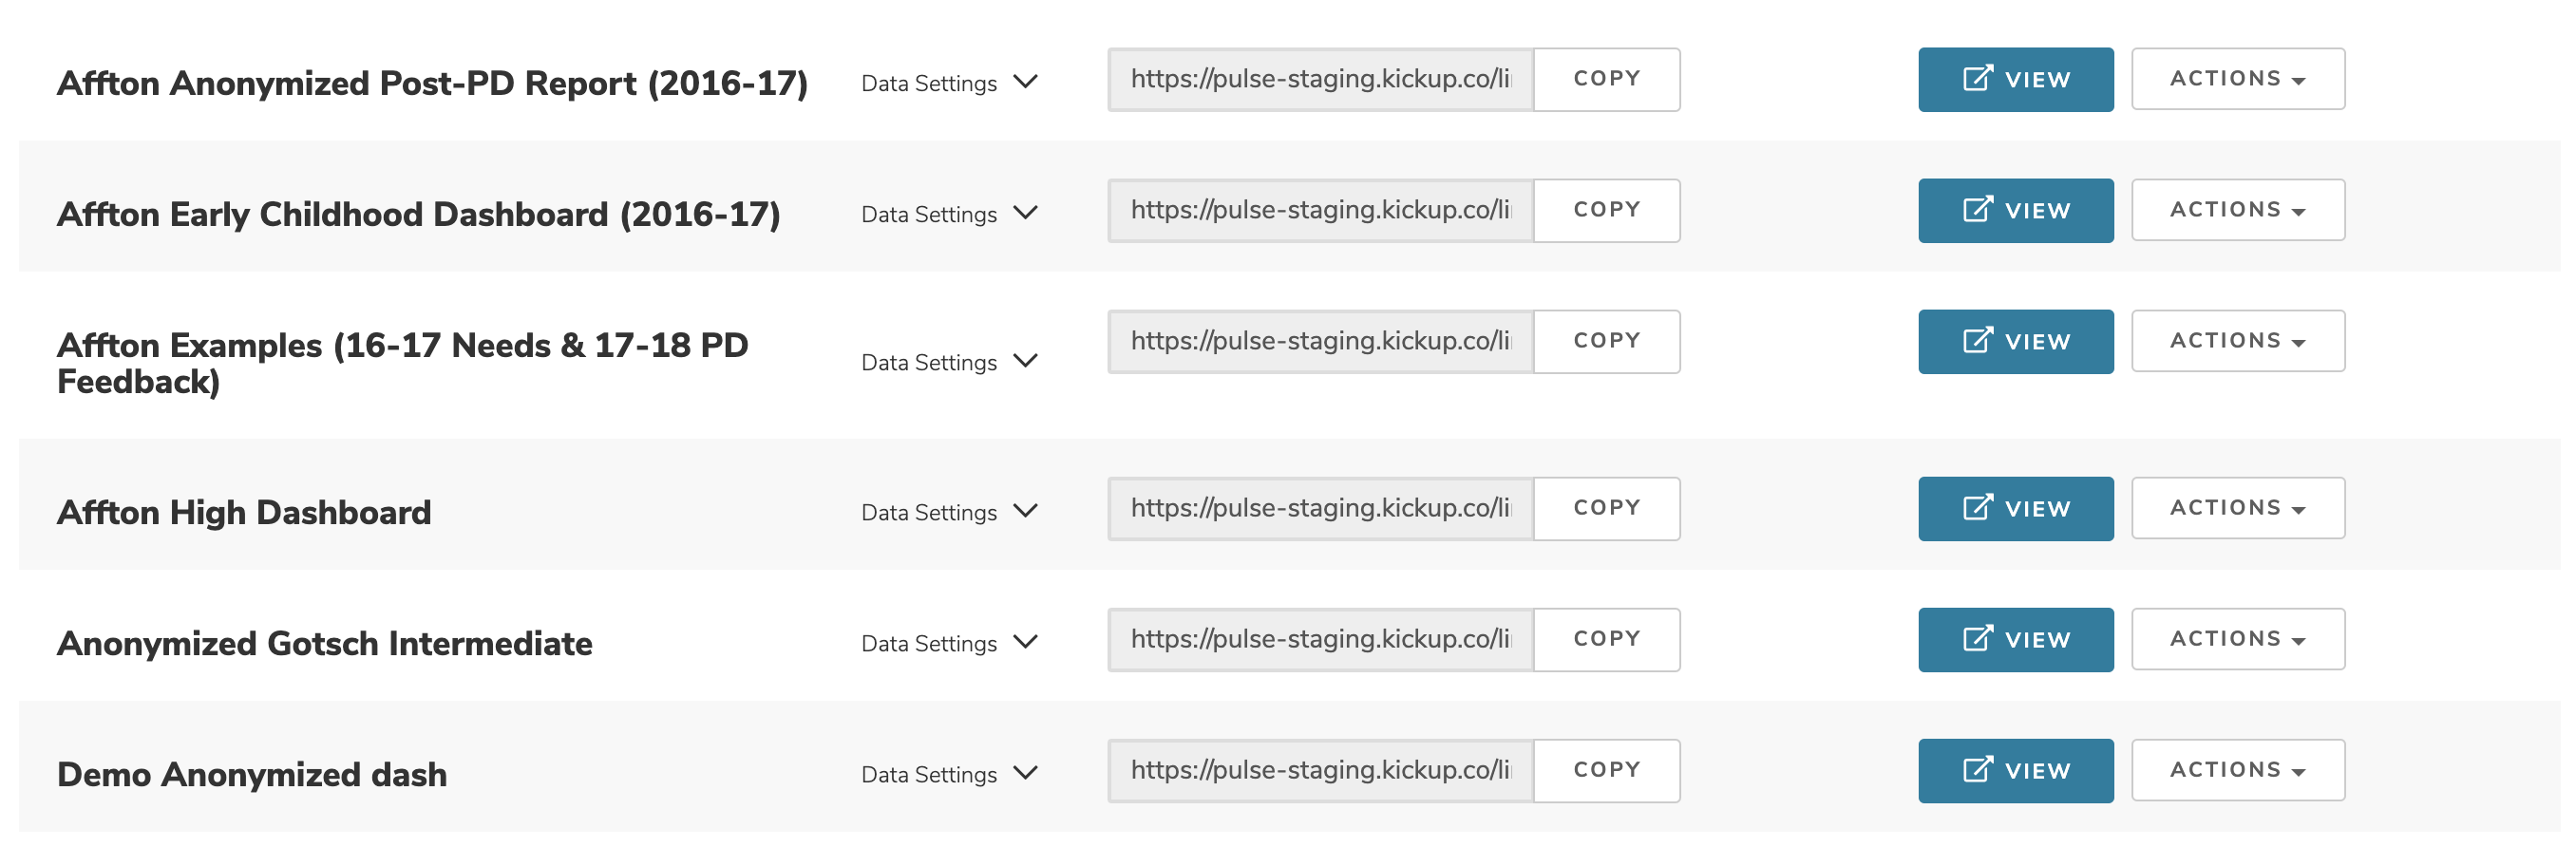 Affton Anonymized Post-PD Report (2016-17) Data Settings https://pulse-staging.kickup.co/li COPY VIEW ACTIONS
Affton Early Childhood Dashboard (2016-17) Data Settings https://pulse-staging.kickup.co/li COPY VIEW ACTIONS
Affton Examples (16-17 Needs & 17-18 PD
Feedback) Data Settings https://pulse-staging.kickup.co/li COPY VIEW ACTIONS
Affton High Dashboard Data Settings https://pulse-staging.kickup.co/li COPY VIEW ACTIONS
Anonymized Gotsch Intermediate Data Settings https://pulse-staging.kickup.co/li COPY VIEW ACTIONS
Demo Anonymized dash Data Settings https://pulse-staging.kickup.co/li COPY VIEW ACTIONS